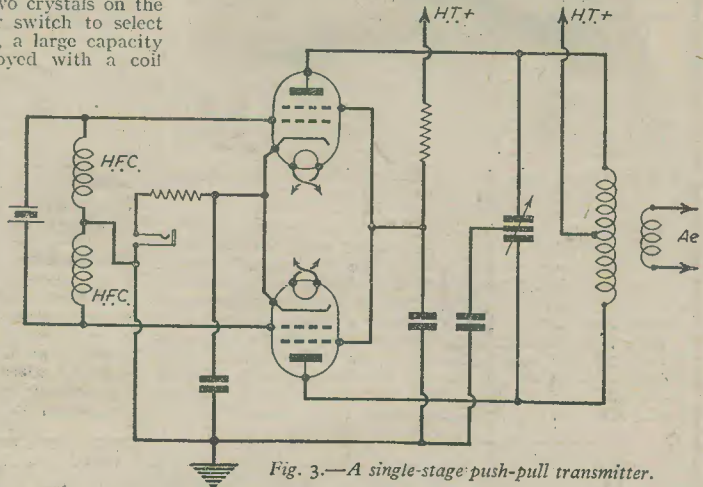 wo crystals on the
switch to select
, a large capacity
oyed with a coil
H.T.+
H.T.+
H.F.C.
H.F.C.
Ae
Fig. 3.—A single-stage push-pull transmitter.